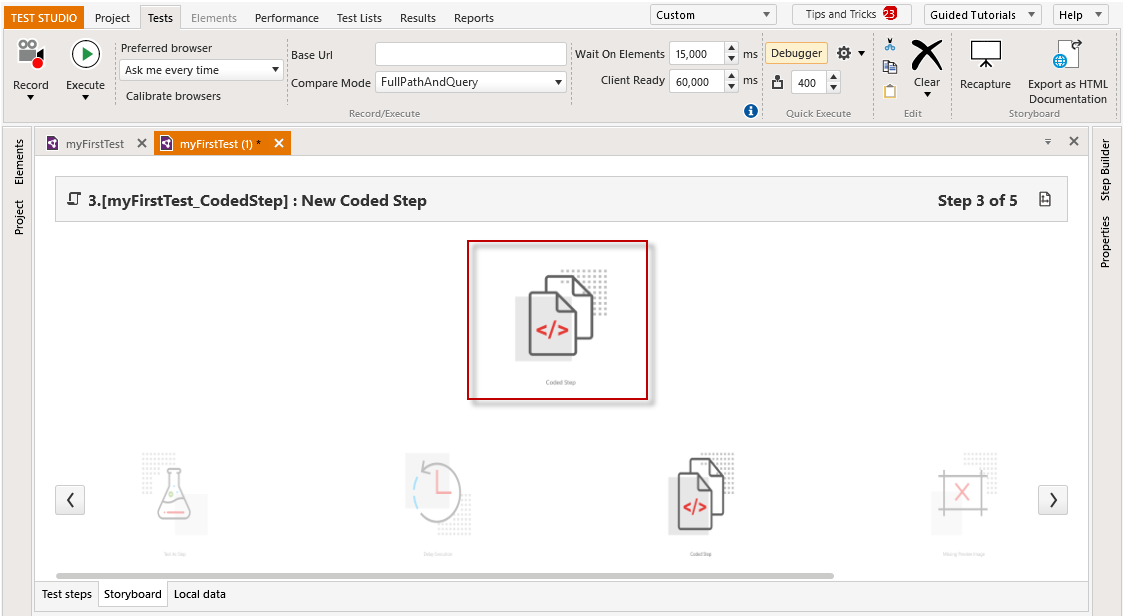 TEST STUDIO Project Tests Elements Performance Test Lists Results Reports Custom Tips and Tricks 23 Guided Tutorials Help
Record
Execute
Preferred browser
Ask me every time
Calibrate browsers
Base Url
Compare Mode FullPathAndQuery
Record/Execute
Wait On Elements 15,000 ms
Client Ready 60,000 ms
Debugger
400
Quick Execute
Clear
Edit
Recapture
Export as HTML
Documentation
Storyboard
Elements
Project
myFirstTest
myFirstTest (1) *
Step Builder
Properties
3.[myFirstTest_CodedStep] : New Coded Step
Step 3 of 5
</>
Coded Step
</>
Coded Step
Test steps Storyboard Local data